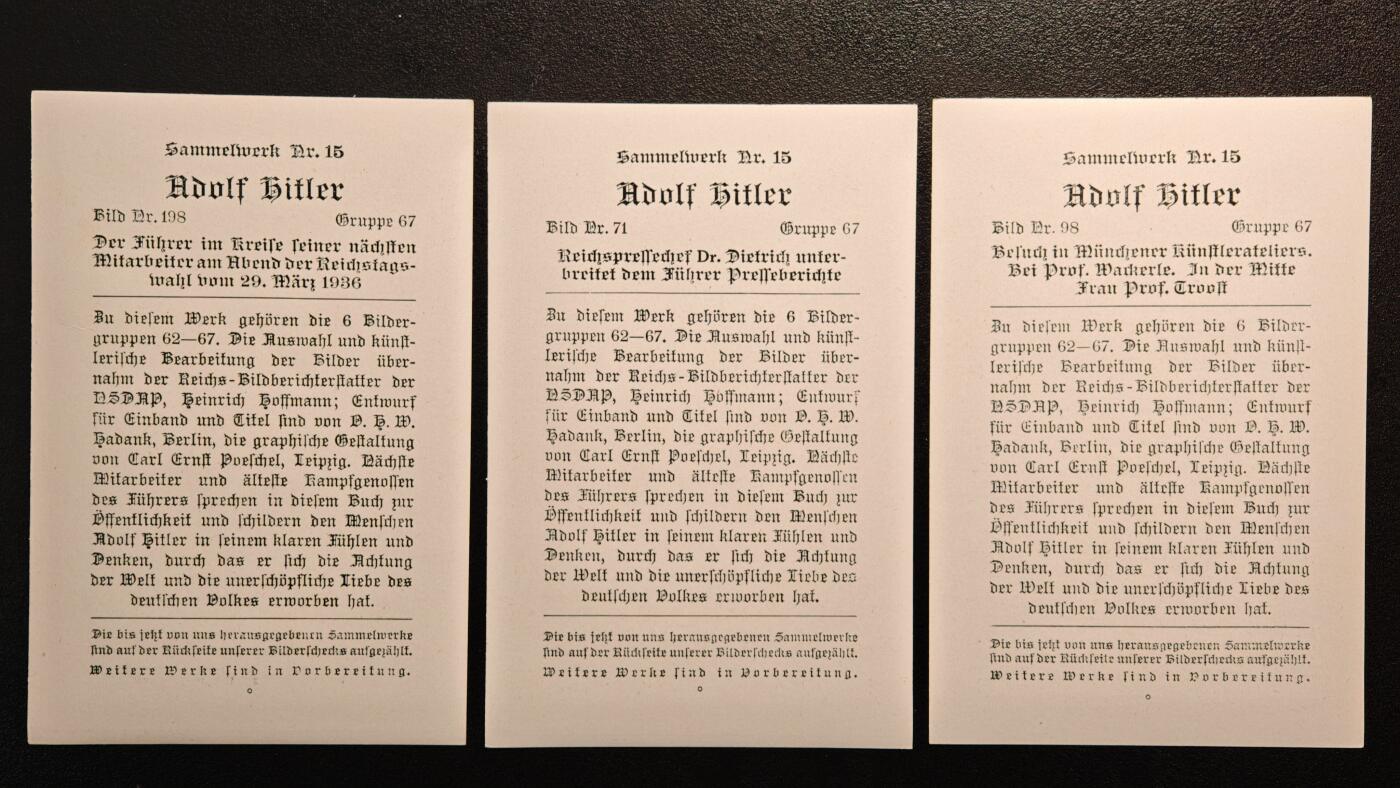 Sammelwerk Nr. 15
Adolf Hitler
Bild Nr. 198 Gruppe 67
Der Führer im Kreiſe ſeiner nächſten
Mitarbeiter am Abend der Reichstags-
wahl vom 29. März 1936
Zu dieſem Werk gehören die 6 Bilder-
gruppen 62—67. Die Auswahl und künſt-
leriſche Bearbeitung der Bilder über-
nahm der Reichs-Bildberichterſtatter der
NSDAP, Heinrich Hoffmann; Entwurf
für Einband und Titel ſind von O. H. W.
Hadank, Berlin, die graphiſche Geſtaltung
von Carl Ernſt Poeſchel, Leipzig. Nächſte
Mitarbeiter und älteſte Kampfgenoſſen
des Führers ſprechen in dieſem Buch zur
Öffentlichkeit und ſchildern den Menſchen
Adolf Hitler in ſeinem klaren Fühlen und
Denken, durch das er ſich die Achtung
der Welt und die unerſchöpfliche Liebe des
deutſchen Volkes erworben hat.
Die bis jetzt von uns herausgegebenen Sammelwerke
ſind auf der Rückſeite unſerer Bilderſchecks aufgezählt.
Weitere Werke ſind in Vorbereitung.
Sammelwerk Nr. 15
Adolf Hitler
Bild Nr. 71 Gruppe 67
Reichspreſſechef Dr. Dietrich unter-
breitet dem Führer Preſſeberichte
Zu dieſem Werk gehören die 6 Bilder-
gruppen 62—67. Die Auswahl und künſt-
leriſche Bearbeitung der Bilder über-
nahm der Reichs-Bildberichterſtatter der
NSDAP, Heinrich Hoffmann; Entwurf
für Einband und Titel ſind von O. H. W.
Hadank, Berlin, die graphiſche Geſtaltung
von Carl Ernſt Poeſchel, Leipzig. Nächſte
Mitarbeiter und älteſte Kampfgenoſſen
des Führers ſprechen in dieſem Buch zur
Öffentlichkeit und ſchildern den Menſchen
Adolf Hitler in ſeinem klaren Fühlen und
Denken, durch das er ſich die Achtung
der Welt und die unerſchöpfliche Liebe des
deutſchen Volkes erworben hat.
Die bis jetzt von uns herausgegebenen Sammelwerke
ſind auf der Rückſeite unſerer Bilderſchecks aufgezählt.
Weitere Werke ſind in Vorbereitung.
Sammelwerk Nr. 15
Adolf Hitler
Bild Nr. 98 Gruppe 67
Beſuch in Münchener Künſtlerateliers.
Bei Prof. Wackerle. In der Mitte
Frau Prof. Trooſt
Zu dieſem Werk gehören die 6 Bilder-
gruppen 62—67. Die Auswahl und künſt-
leriſche Bearbeitung der Bilder über-
nahm der Reichs-Bildberichterſtatter der
NSDAP, Heinrich Hoffmann; Entwurf
für Einband und Titel ſind von O. H. W.
Hadank, Berlin, die graphiſche Geſtaltung
von Carl Ernſt Poeſchel, Leipzig. Nächſte
Mitarbeiter und älteſte Kampfgenoſſen
des Führers ſprechen in dieſem Buch zur
Öffentlichkeit und ſchildern den Menſchen
Adolf Hitler in ſeinem klaren Fühlen und
Denken, durch das er ſich die Achtung
der Welt und die unerſchöpfliche Liebe des
deutſchen Volkes erworben hat.
Die bis jetzt von uns herausgegebenen Sammelwerke
ſind auf der Rückſeite unſerer Bilderſchecks aufgezählt.
Weitere Werke ſind in Vorbereitung.